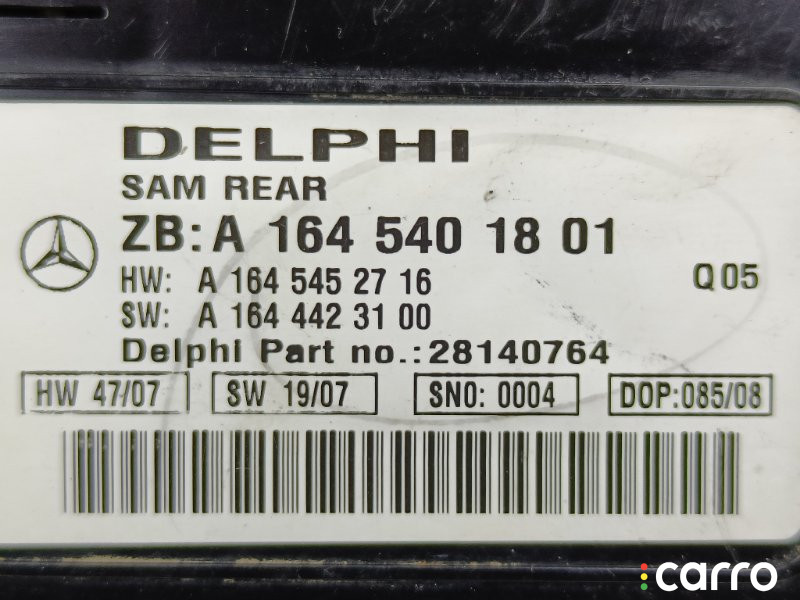 DELPHI
SAM REAR
ZB: A 164 540 18 01
HW: A 164 545 27 16 Q05
SW: A 164 442 31 00
Delphi Part no.:28140764
HW 47/07 SW 19/07 SNO: 0004 DOP:085/08
carro